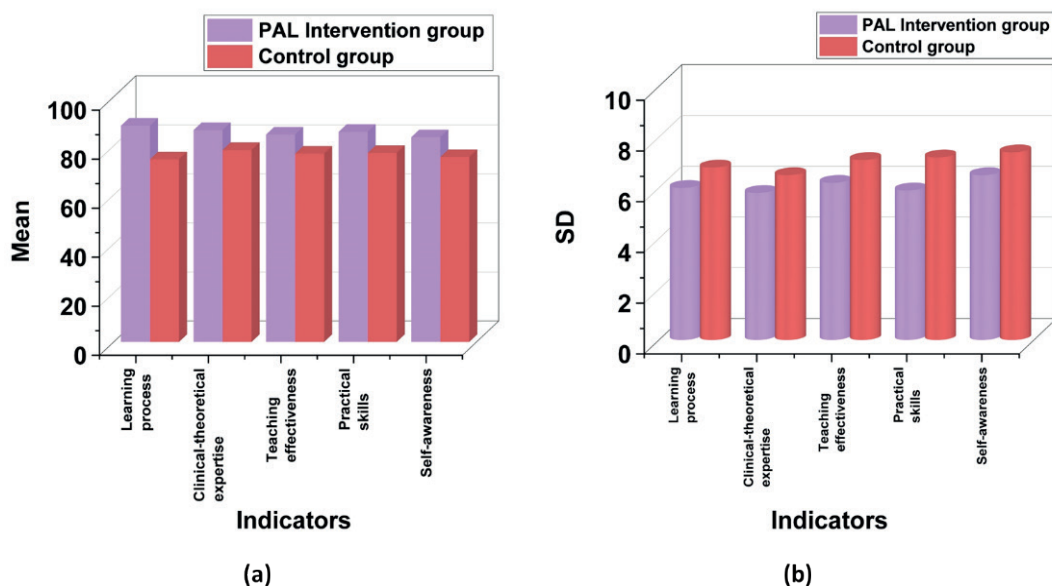 PAL Intervention group
Control group
100
80
60
40
20
0
Mean
Learning
process
Clinical-theoretical
expertise
Teaching
effectiveness
Practical
skills
Self-awareness
Indicators
(a)
PAL Intervention group
Control group
10
8
6
4
2
0
SD
Learning
process
Clinical-theoretical
expertise
Teaching
effectiveness
Practical
skills
Self-awareness
Indicators
(b)